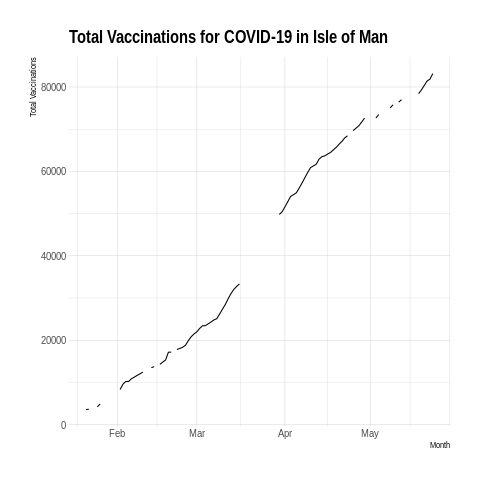 Total Vaccinations for COVID-19 in Isle of Man
Total Vaccinations
80000
60000
40000
20000
0
Feb Mar Apr May
Month